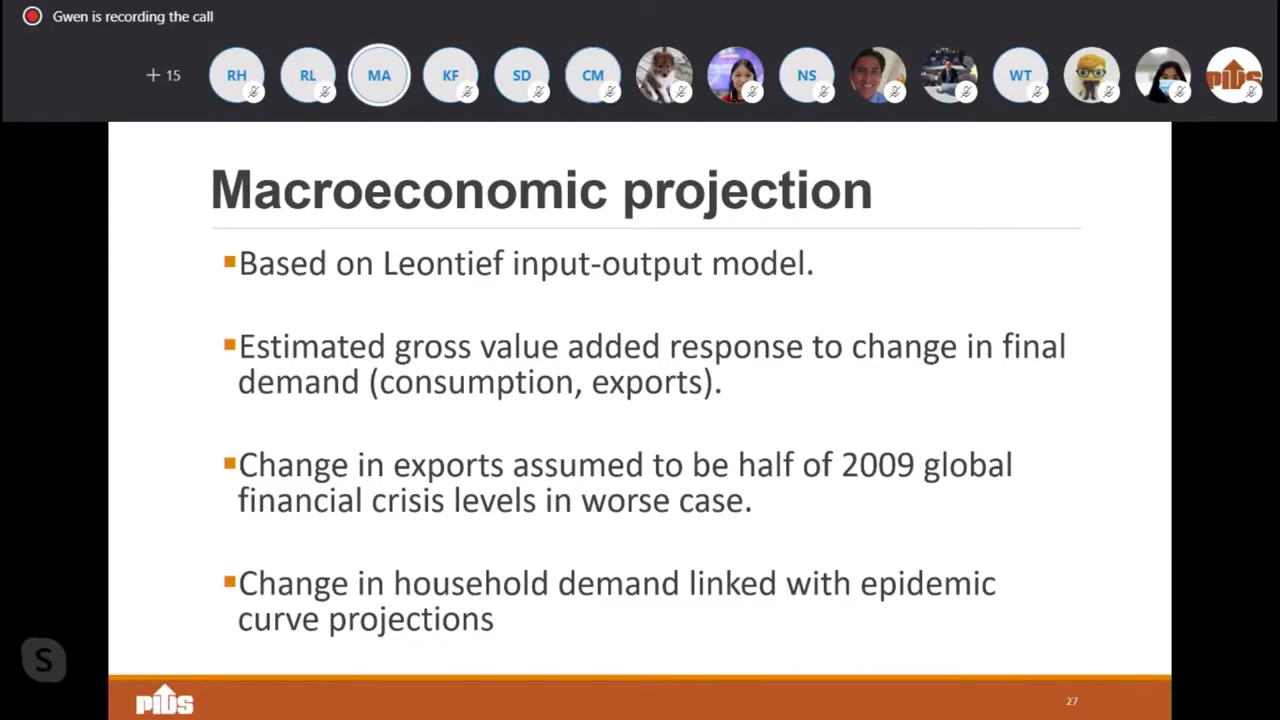 Gwen is recording the call
+ 15
RH
RL
MA
KF
SD
CM
NS
WT
PIDS
Macroeconomic projection
Based on Leontief input-output model.
Estimated gross value added response to change in final
demand (consumption, exports).
Change in exports assumed to be half of 2009 global
financial crisis levels in worse case.
Change in household demand linked with epidemic
curve projections
S
PIDS
27